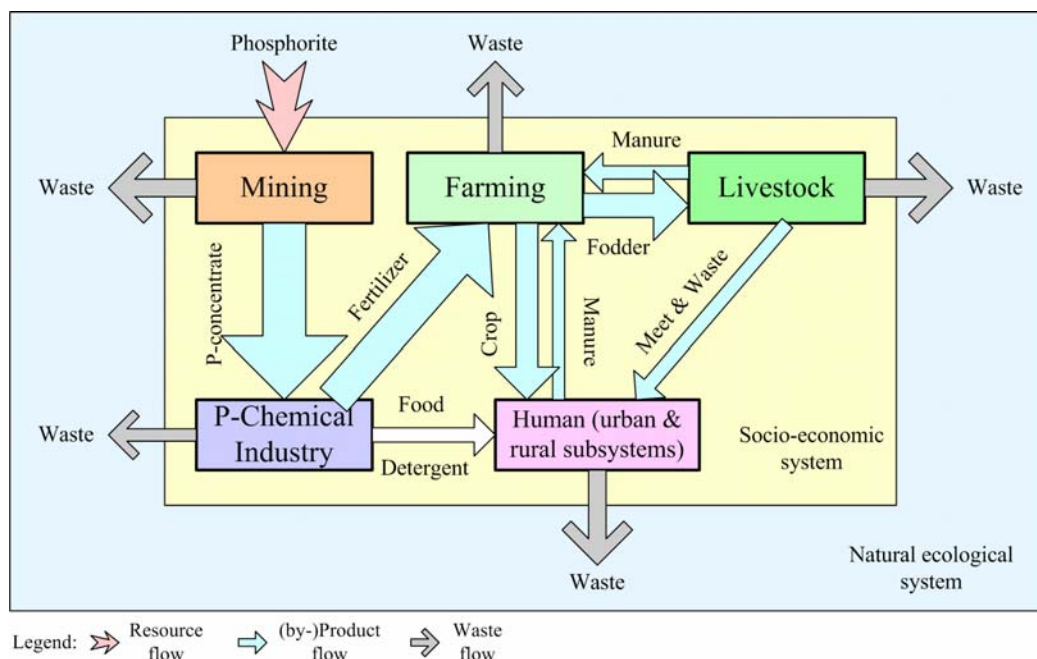 Phosphorite
Waste
Manure
Waste
Mining
Farming
Livestock
Waste
Fodder
P-concentrate
Fertilizer
Crop
Manure
Meet & Waste
Waste
P-Chemical
Industry
Food
Detergent
Human (urban &
rural subsystems)
Socio-economic
system
Waste
Natural ecological
system
Legend:
Resource
flow
(by-)Product
flow
Waste
flow